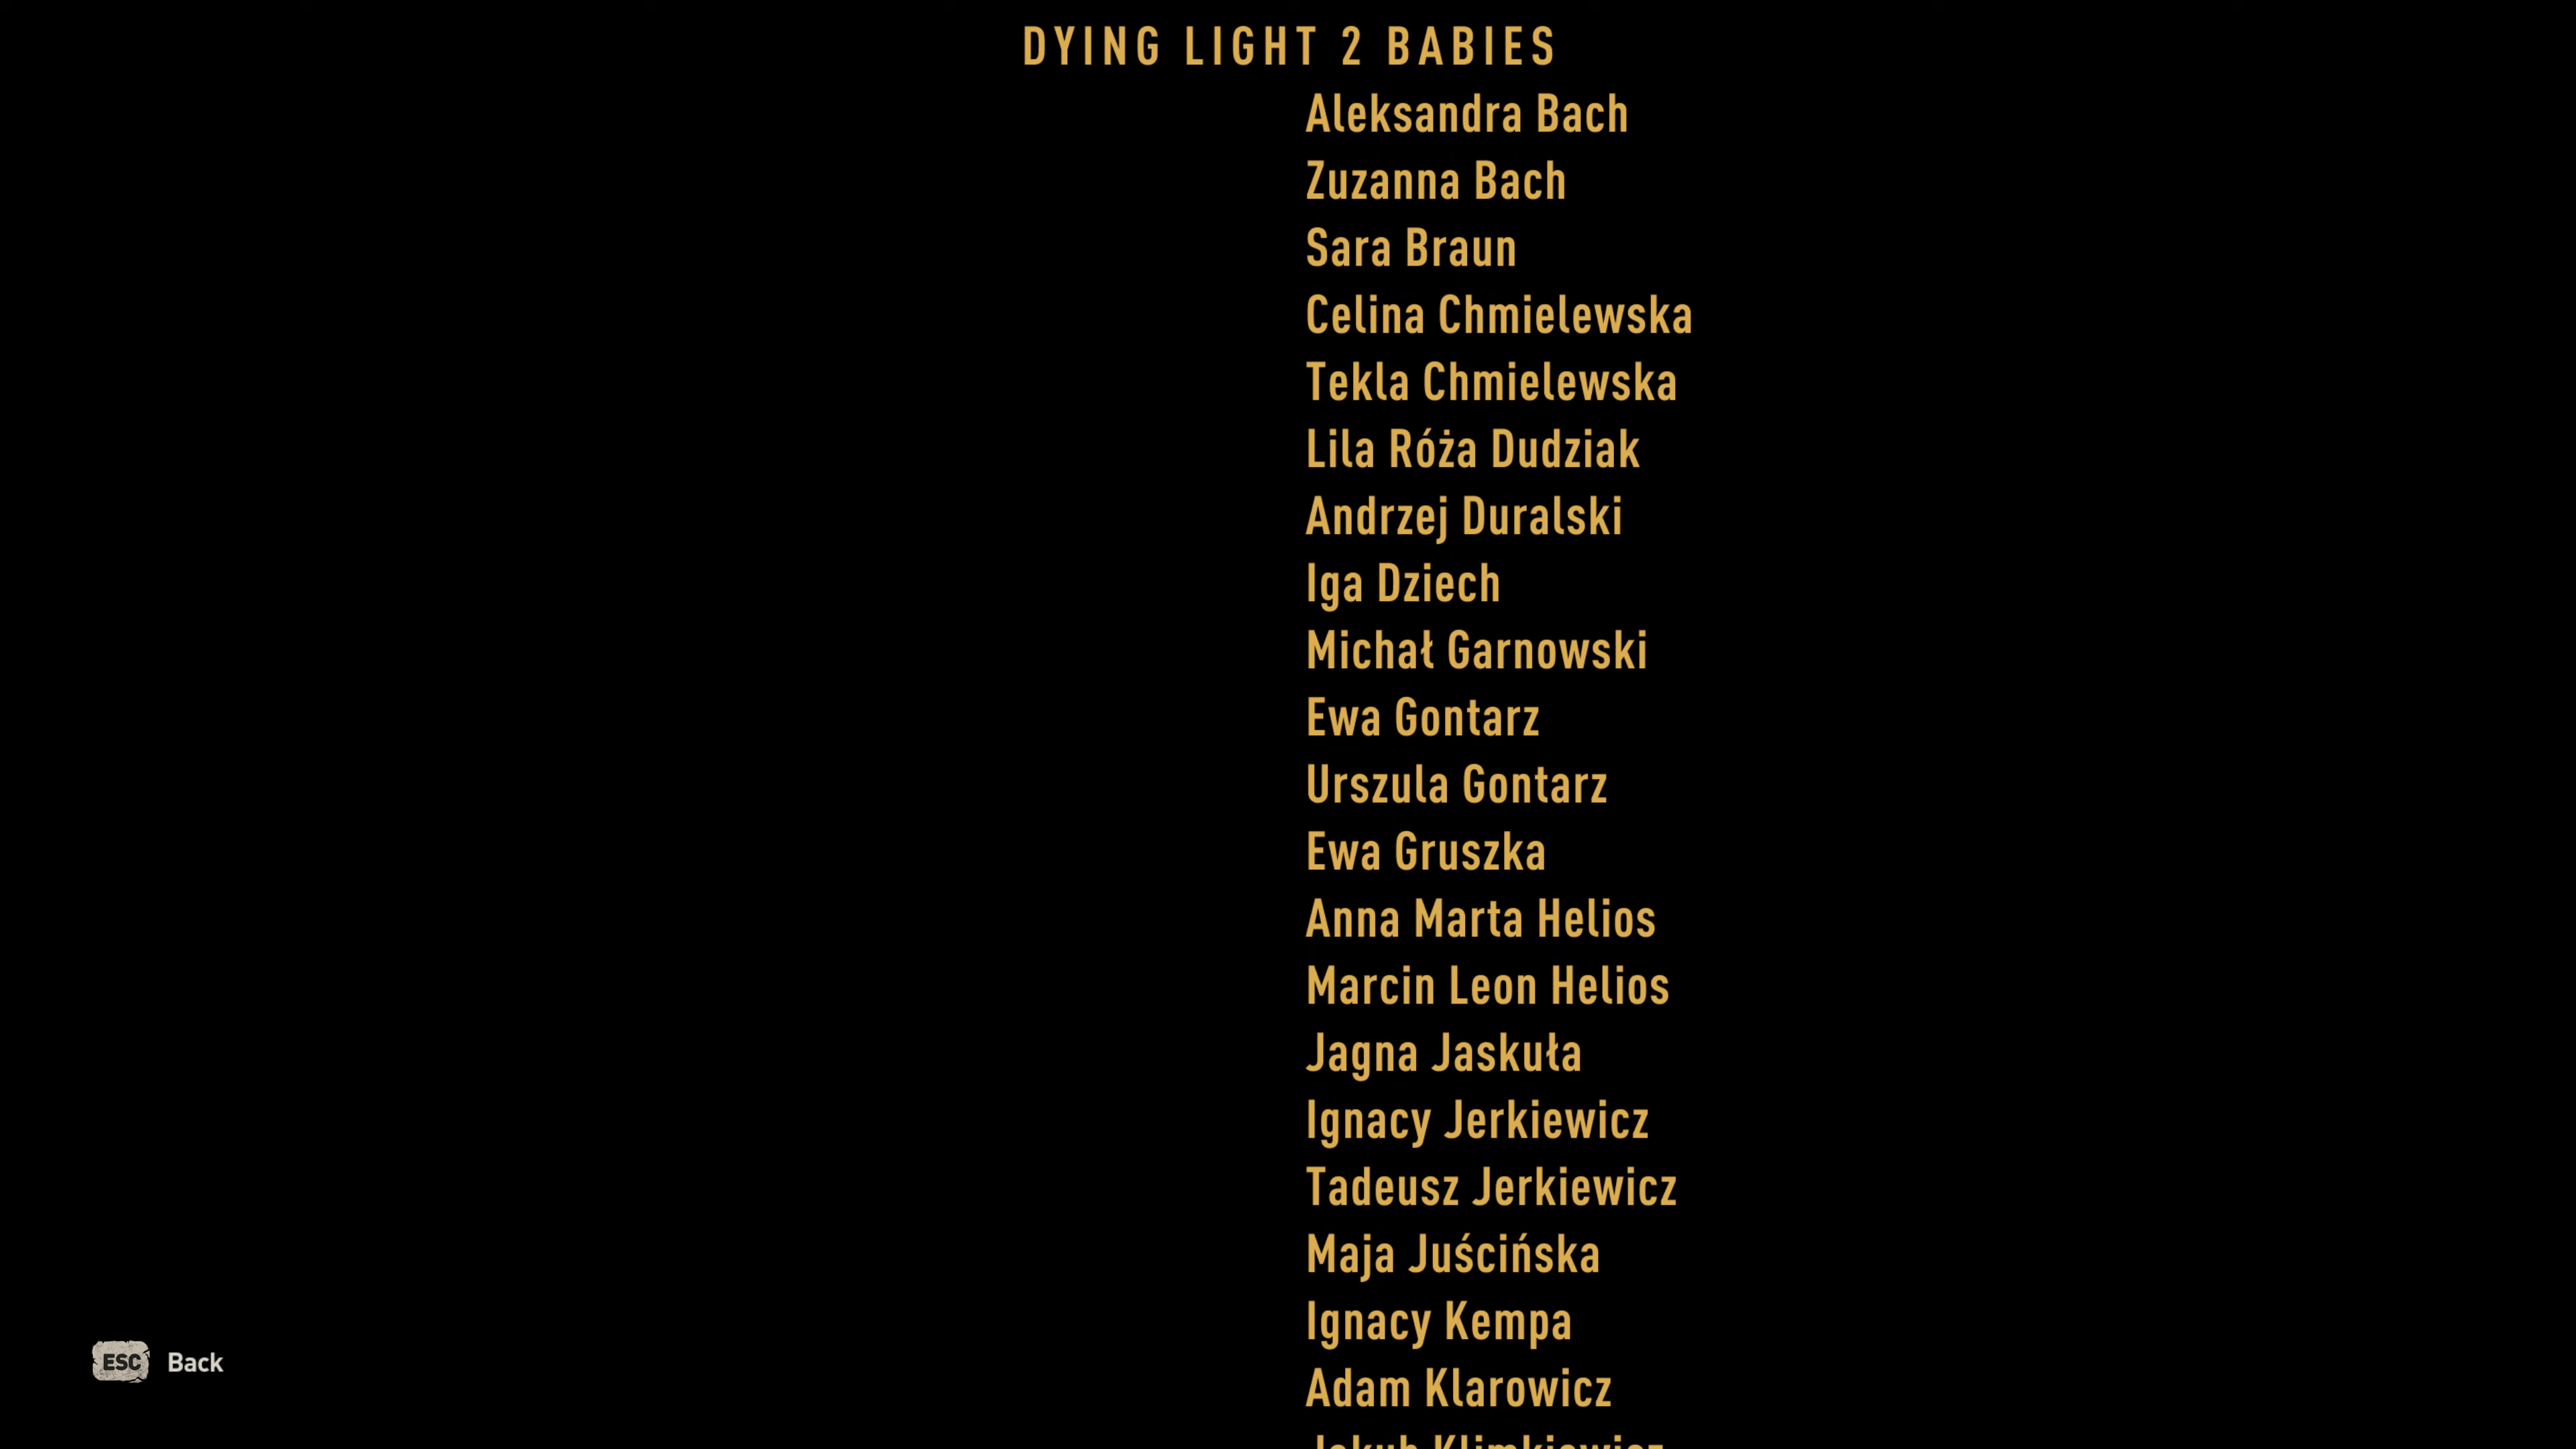 DYING LIGHT 2 BABIES
Aleksandra Bach
Zuzanna Bach
Sara Braun
Celina Chmielewska
Tekla Chmielewska
Lila Róża Dudziak
Andrzej Duralski
Iga Dziech
Michał Garnowski
Ewa Gontarz
Urszula Gontarz
Ewa Gruszka
Anna Marta Helios
Marcin Leon Helios
Jagna Jaskuła
Ignacy Jerkiewicz
Tadeusz Jerkiewicz
Maja Juścińska
Ignacy Kempa
Adam Klarowicz
ESC Back